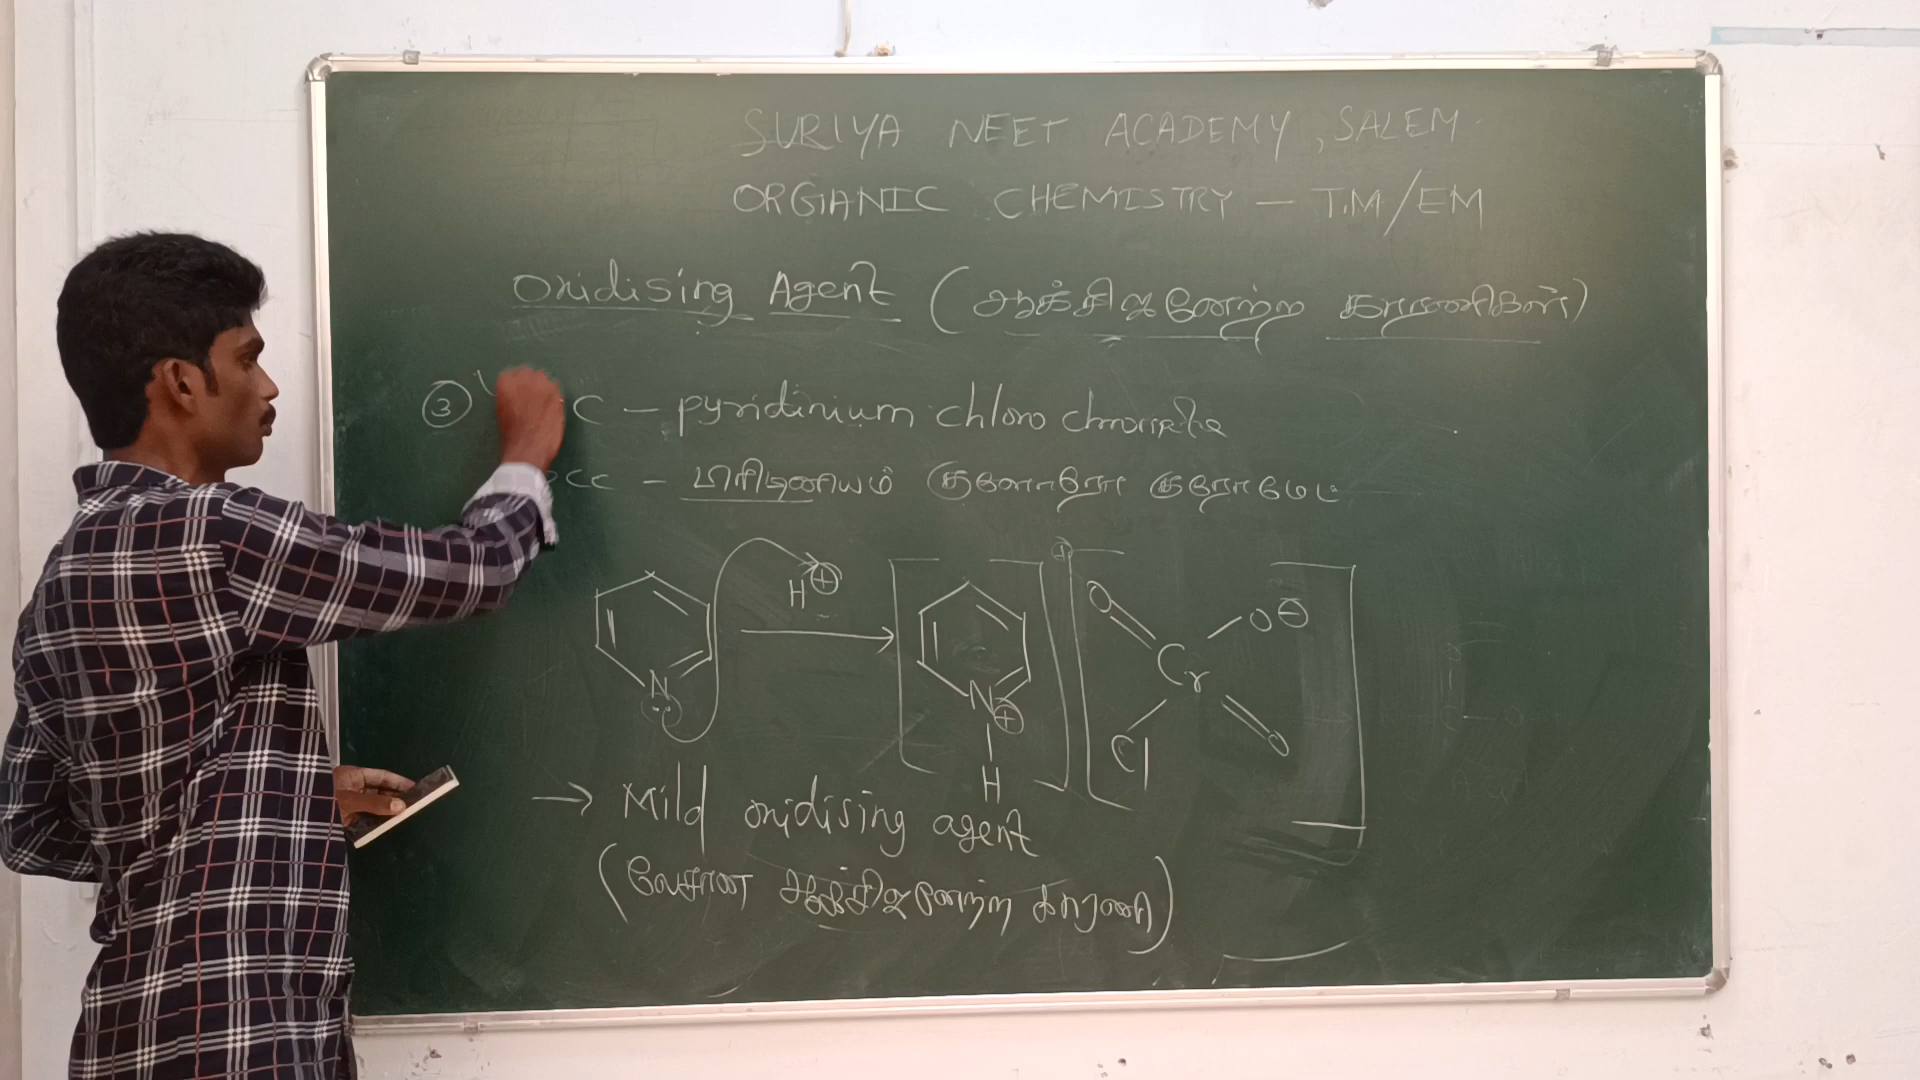 SURIYA NEET ACADEMY, SALEM.
ORGANIC CHEMISTRY – T.M/EM
Oxidising Agent (ஆக்சிஜனேற்ற காரணிகள்)
③ C – pyridinium chloro chromate
PCC – பிரிடினியம் குளோரோ குரோமேட்
H⊕ ⊕
O O⊖
Cr
N N⊕
Cl O
H
→ Mild oxidising agent
(லேசான ஆக்சிஜனேற்ற காரணி)